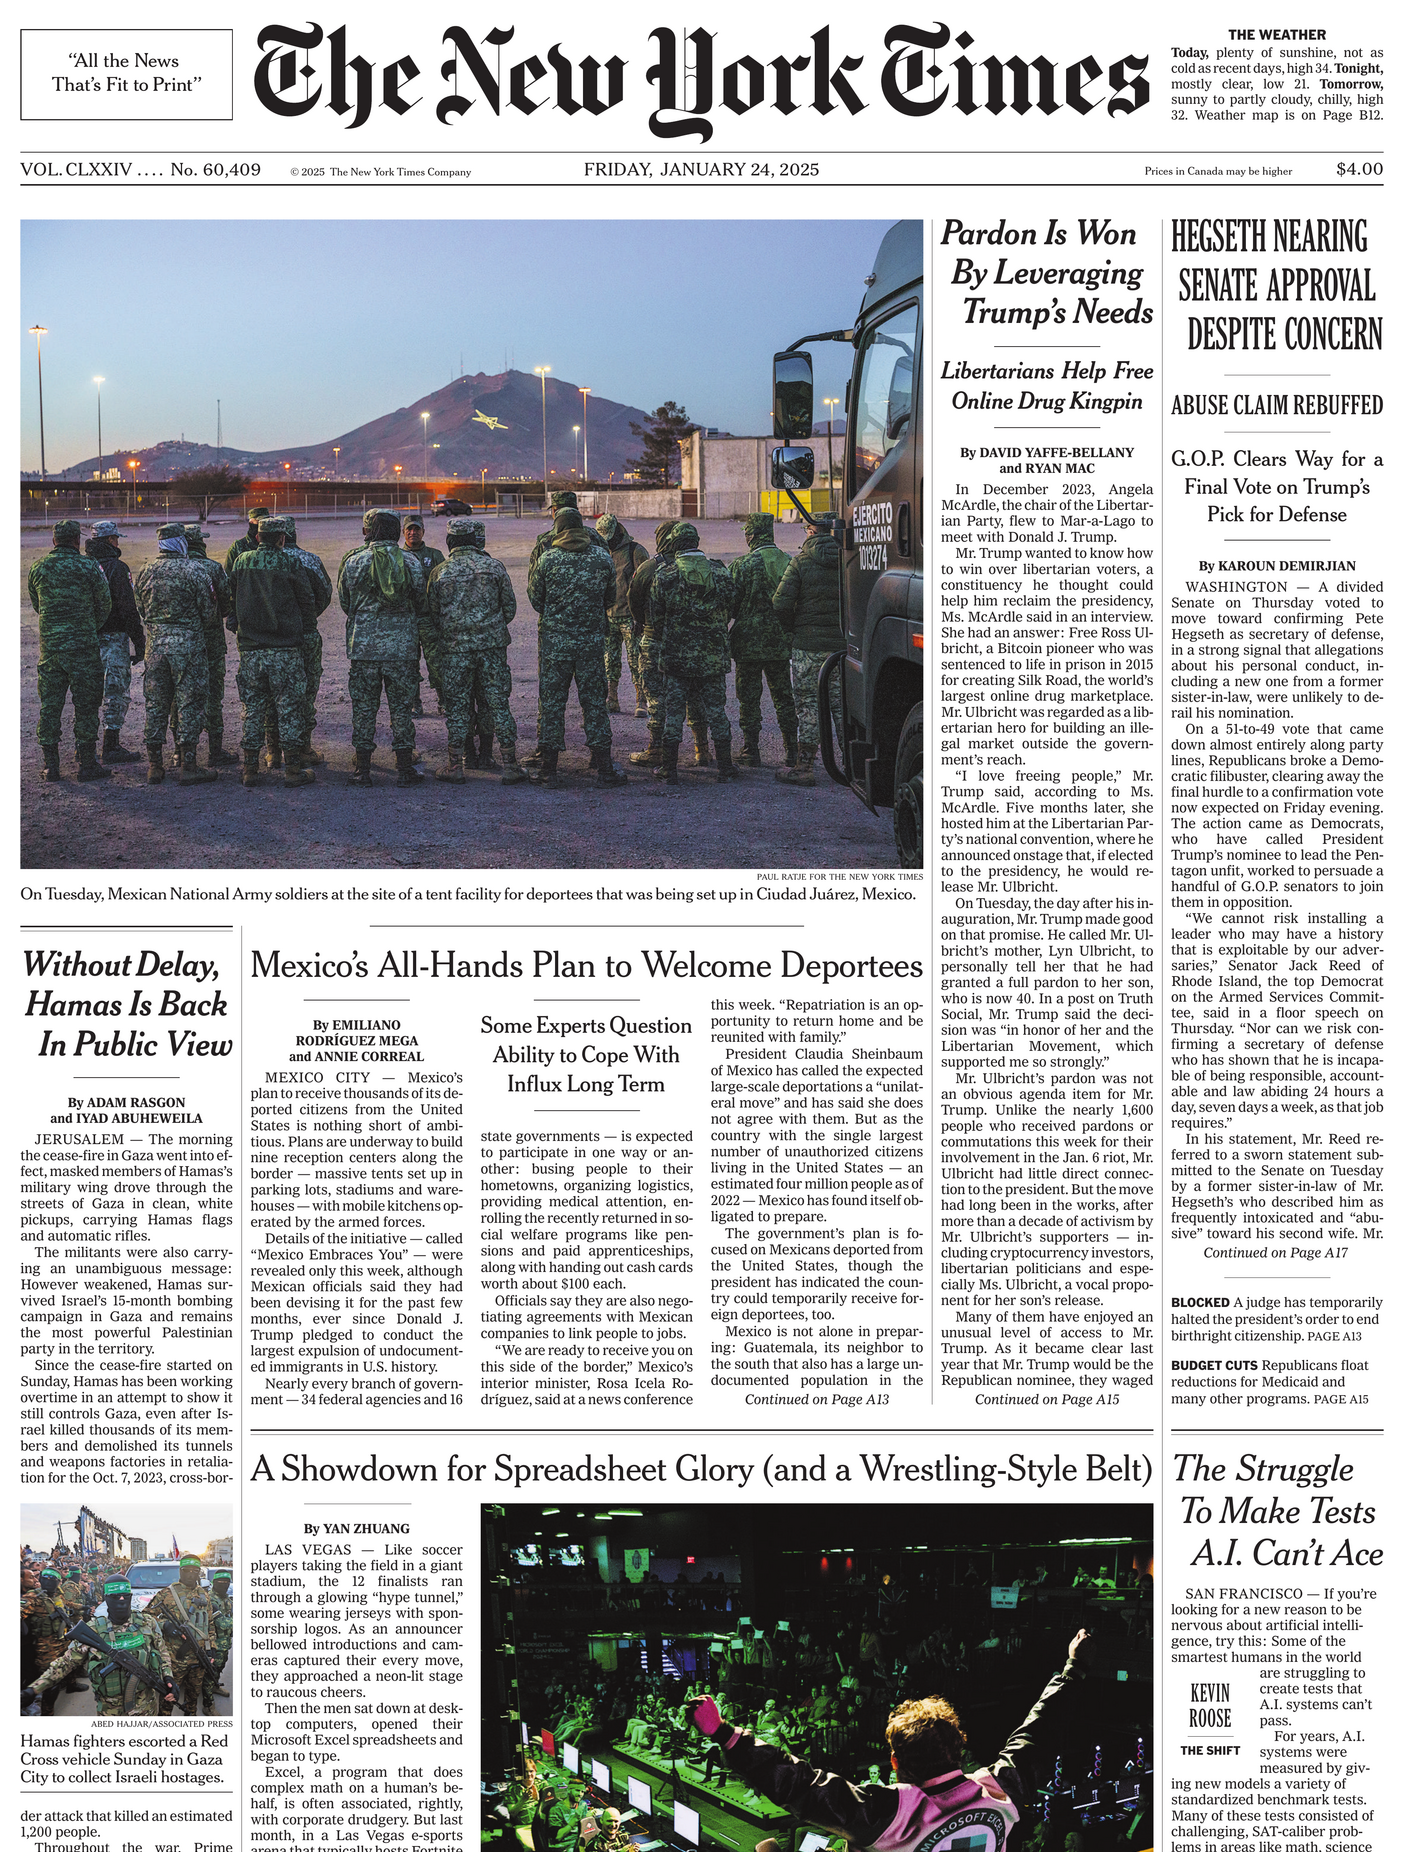 “All the News
That’s Fit to Print”
The New York Times
THE WEATHER
Today, plenty of sunshine, not as
cold as recent days, high 34. Tonight,
mostly clear, low 21. Tomorrow,
sunny to partly cloudy, chilly, high
32. Weather map is on Page B12.
VOL. CLXXIV .... No. 60,409
© 2025 The New York Times Company
FRIDAY, JANUARY 24, 2025
Prices in Canada may be higher
$4.00
EJERCITO
MEXICANO
1013274
PAUL RATJE FOR THE NEW YORK TIMES
On Tuesday, Mexican National Army soldiers at the site of a tent facility for deportees that was being set up in Ciudad Juárez, Mexico.
Without Delay,
Hamas Is Back
In Public View
By ADAM RASGON
and IYAD ABUHEWEILA
JERUSALEM — The morning
the cease-fire in Gaza went into ef-
fect, masked members of Hamas’s
military wing drove through the
streets of Gaza in clean, white
pickups, carrying Hamas flags
and automatic rifles.
The militants were also carry-
ing an unambiguous message:
However weakened, Hamas sur-
vived Israel’s 15-month bombing
campaign in Gaza and remains
the most powerful Palestinian
party in the territory.
Since the cease-fire started on
Sunday, Hamas has been working
overtime in an attempt to show it
still controls Gaza, even after Is-
rael killed thousands of its mem-
bers and demolished its tunnels
and weapons factories in retalia-
tion for the Oct. 7, 2023, cross-bor-
ABED HAJJAR/ASSOCIATED PRESS
Hamas fighters escorted a Red
Cross vehicle Sunday in Gaza
City to collect Israeli hostages.
der attack that killed an estimated
1,200 people.
Throughout the war, Prime
Mexico’s All-Hands Plan to Welcome Deportees
By EMILIANO
RODRÍGUEZ MEGA
and ANNIE CORREAL
MEXICO CITY — Mexico’s
plan to receive thousands of its de-
ported citizens from the United
States is nothing short of ambi-
tious. Plans are underway to build
nine reception centers along the
border — massive tents set up in
parking lots, stadiums and ware-
houses — with mobile kitchens op-
erated by the armed forces.
Details of the initiative — called
“Mexico Embraces You” — were
revealed only this week, although
Mexican officials said they had
been devising it for the past few
months, ever since Donald J.
Trump pledged to conduct the
largest expulsion of undocument-
ed immigrants in U.S. history.
Nearly every branch of govern-
ment — 34 federal agencies and 16
Some Experts Question
Ability to Cope With
Influx Long Term
state governments — is expected
to participate in one way or an-
other: busing people to their
hometowns, organizing logistics,
providing medical attention, en-
rolling the recently returned in so-
cial welfare programs like pen-
sions and paid apprenticeships,
along with handing out cash cards
worth about $100 each.
Officials say they are also nego-
tiating agreements with Mexican
companies to link people to jobs.
“We are ready to receive you on
this side of the border,” Mexico’s
interior minister, Rosa Icela Ro-
dríguez, said at a news conference
this week. “Repatriation is an op-
portunity to return home and be
reunited with family.”
President Claudia Sheinbaum
of Mexico has called the expected
large-scale deportations a “unilat-
eral move” and has said she does
not agree with them. But as the
country with the single largest
number of unauthorized citizens
living in the United States — an
estimated four million people as of
2022 — Mexico has found itself ob-
ligated to prepare.
The government’s plan is fo-
cused on Mexicans deported from
the United States, though the
president has indicated the coun-
try could temporarily receive for-
eign deportees, too.
Mexico is not alone in prepar-
ing: Guatemala, its neighbor to
the south that also has a large un-
documented population in the
Continued on Page A13
Pardon Is Won
By Leveraging
Trump’s Needs
Libertarians Help Free
Online Drug Kingpin
By DAVID YAFFE-BELLANY
and RYAN MAC
In December 2023, Angela
McArdle, the chair of the Libertar-
ian Party, flew to Mar-a-Lago to
meet with Donald J. Trump.
Mr. Trump wanted to know how
to win over libertarian voters, a
constituency he thought could
help him reclaim the presidency,
Ms. McArdle said in an interview.
She had an answer: Free Ross Ul-
bricht, a Bitcoin pioneer who was
sentenced to life in prison in 2015
for creating Silk Road, the world’s
largest online drug marketplace.
Mr. Ulbricht was regarded as a lib-
ertarian hero for building an ille-
gal market outside the govern-
ment’s reach.
“I love freeing people,” Mr.
Trump said, according to Ms.
McArdle. Five months later, she
hosted him at the Libertarian Par-
ty’s national convention, where he
announced onstage that, if elected
to the presidency, he would re-
lease Mr. Ulbricht.
On Tuesday, the day after his in-
auguration, Mr. Trump made good
on that promise. He called Mr. Ul-
bricht’s mother, Lyn Ulbricht, to
personally tell her that he had
granted a full pardon to her son,
who is now 40. In a post on Truth
Social, Mr. Trump said the deci-
sion was “in honor of her and the
Libertarian Movement, which
supported me so strongly.”
Mr. Ulbricht’s pardon was not
an obvious agenda item for Mr.
Trump. Unlike the nearly 1,600
people who received pardons or
commutations this week for their
involvement in the Jan. 6 riot, Mr.
Ulbricht had little direct connec-
tion to the president. But the move
had long been in the works, after
more than a decade of activism by
Mr. Ulbricht’s supporters — in-
cluding cryptocurrency investors,
libertarian politicians and espe-
cially Ms. Ulbricht, a vocal propo-
nent for her son’s release.
Many of them have enjoyed an
unusual level of access to Mr.
Trump. As it became clear last
year that Mr. Trump would be the
Republican nominee, they waged
Continued on Page A15
HEGSETH NEARING
SENATE APPROVAL
DESPITE CONCERN
ABUSE CLAIM REBUFFED
G.O.P. Clears Way for a
Final Vote on Trump’s
Pick for Defense
By KAROUN DEMIRJIAN
WASHINGTON — A divided
Senate on Thursday voted to
move toward confirming Pete
Hegseth as secretary of defense,
in a strong signal that allegations
about his personal conduct, in-
cluding a new one from a former
sister-in-law, were unlikely to de-
rail his nomination.
On a 51-to-49 vote that came
down almost entirely along party
lines, Republicans broke a Demo-
cratic filibuster, clearing away the
final hurdle to a confirmation vote
now expected on Friday evening.
The action came as Democrats,
who have called President
Trump’s nominee to lead the Pen-
tagon unfit, worked to persuade a
handful of G.O.P. senators to join
them in opposition.
“We cannot risk installing a
leader who may have a history
that is exploitable by our adver-
saries,” Senator Jack Reed of
Rhode Island, the top Democrat
on the Armed Services Commit-
tee, said in a floor speech on
Thursday. “Nor can we risk con-
firming a secretary of defense
who has shown that he is incapa-
ble of being responsible, account-
able and law abiding 24 hours a
day, seven days a week, as that job
requires.”
In his statement, Mr. Reed re-
ferred to a sworn statement sub-
mitted to the Senate on Tuesday
by a former sister-in-law of Mr.
Hegseth’s who described him as
frequently intoxicated and “abu-
sive” toward his second wife. Mr.
Continued on Page A17
BLOCKED A judge has temporarily
halted the president’s order to end
birthright citizenship. PAGE A13
BUDGET CUTS Republicans float
reductions for Medicaid and
many other programs. PAGE A15
A Showdown for Spreadsheet Glory (and a Wrestling-Style Belt)
By YAN ZHUANG
LAS VEGAS — Like soccer
players taking the field in a giant
stadium, the 12 finalists ran
through a glowing “hype tunnel,”
some wearing jerseys with spon-
sorship logos. As an announcer
bellowed introductions and cam-
eras captured their every move,
they approached a neon-lit stage
to raucous cheers.
Then the men sat down at desk-
top computers, opened their
Microsoft Excel spreadsheets and
began to type.
Excel, a program that does
complex math on a human’s be-
half, is often associated, rightly,
with corporate drudgery. But last
month, in a Las Vegas e-sports
arena that typically hosts Fortnite
MICROSOFT EXCEL
The Struggle
To Make Tests
A.I. Can’t Ace
SAN FRANCISCO — If you’re
looking for a new reason to be
nervous about artificial intelli-
gence, try this: Some of the
smartest humans in the world
are struggling to
create tests that
A.I. systems can’t
pass.
KEVIN
ROOSE
THE SHIFT
For years, A.I.
systems were
measured by giv-
ing new models a variety of
standardized benchmark tests.
Many of these tests consisted of
challenging, SAT-caliber prob-
lems in areas like math, science